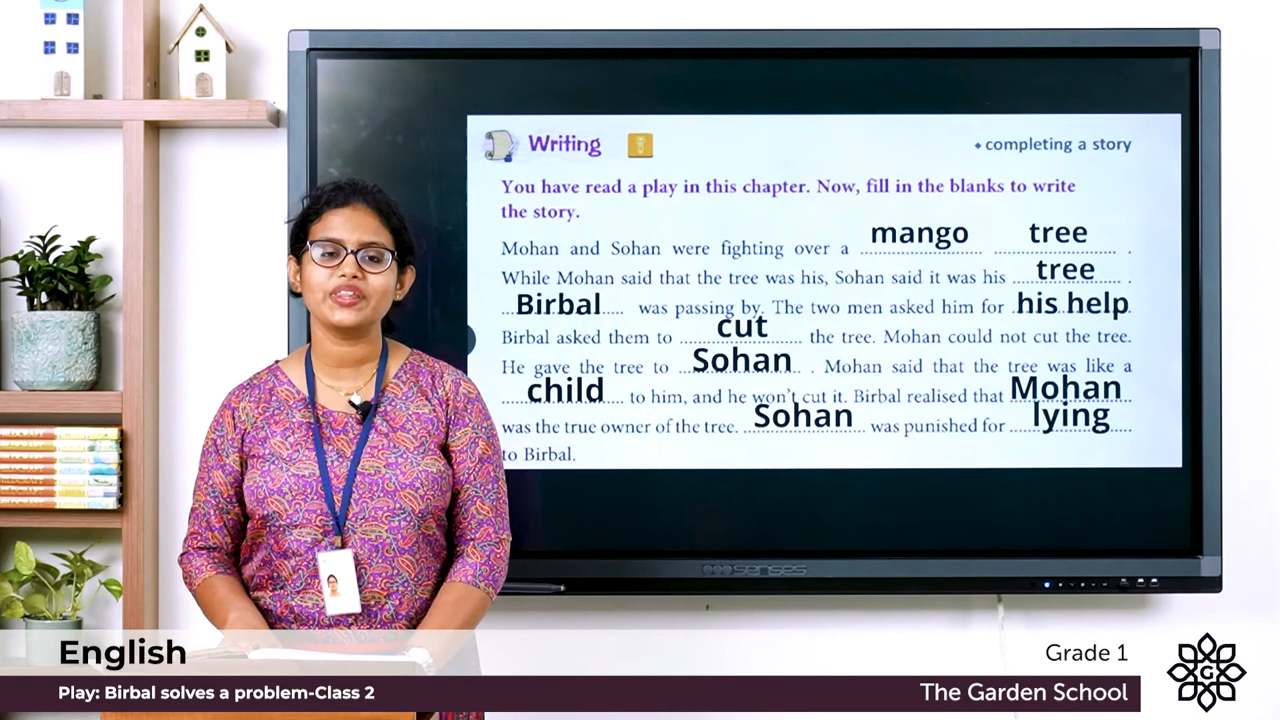 Writing
• completing a story
You have read a play in this chapter. Now, fill in the blanks to write
the story.
Mohan and Sohan were fighting over a mango tree .
While Mohan said that the tree was his, Sohan said it was his tree .
Birbal was passing by. The two men asked him for his help.
Birbal asked them to cut the tree. Mohan could not cut the tree.
He gave the tree to Sohan . Mohan said that the tree was like a
child to him, and he won't cut it. Birbal realised that Mohan
was the true owner of the tree. Sohan was punished for lying
to Birbal.
senses
English
Grade 1
Play: Birbal solves a problem-Class 2
The Garden School
G